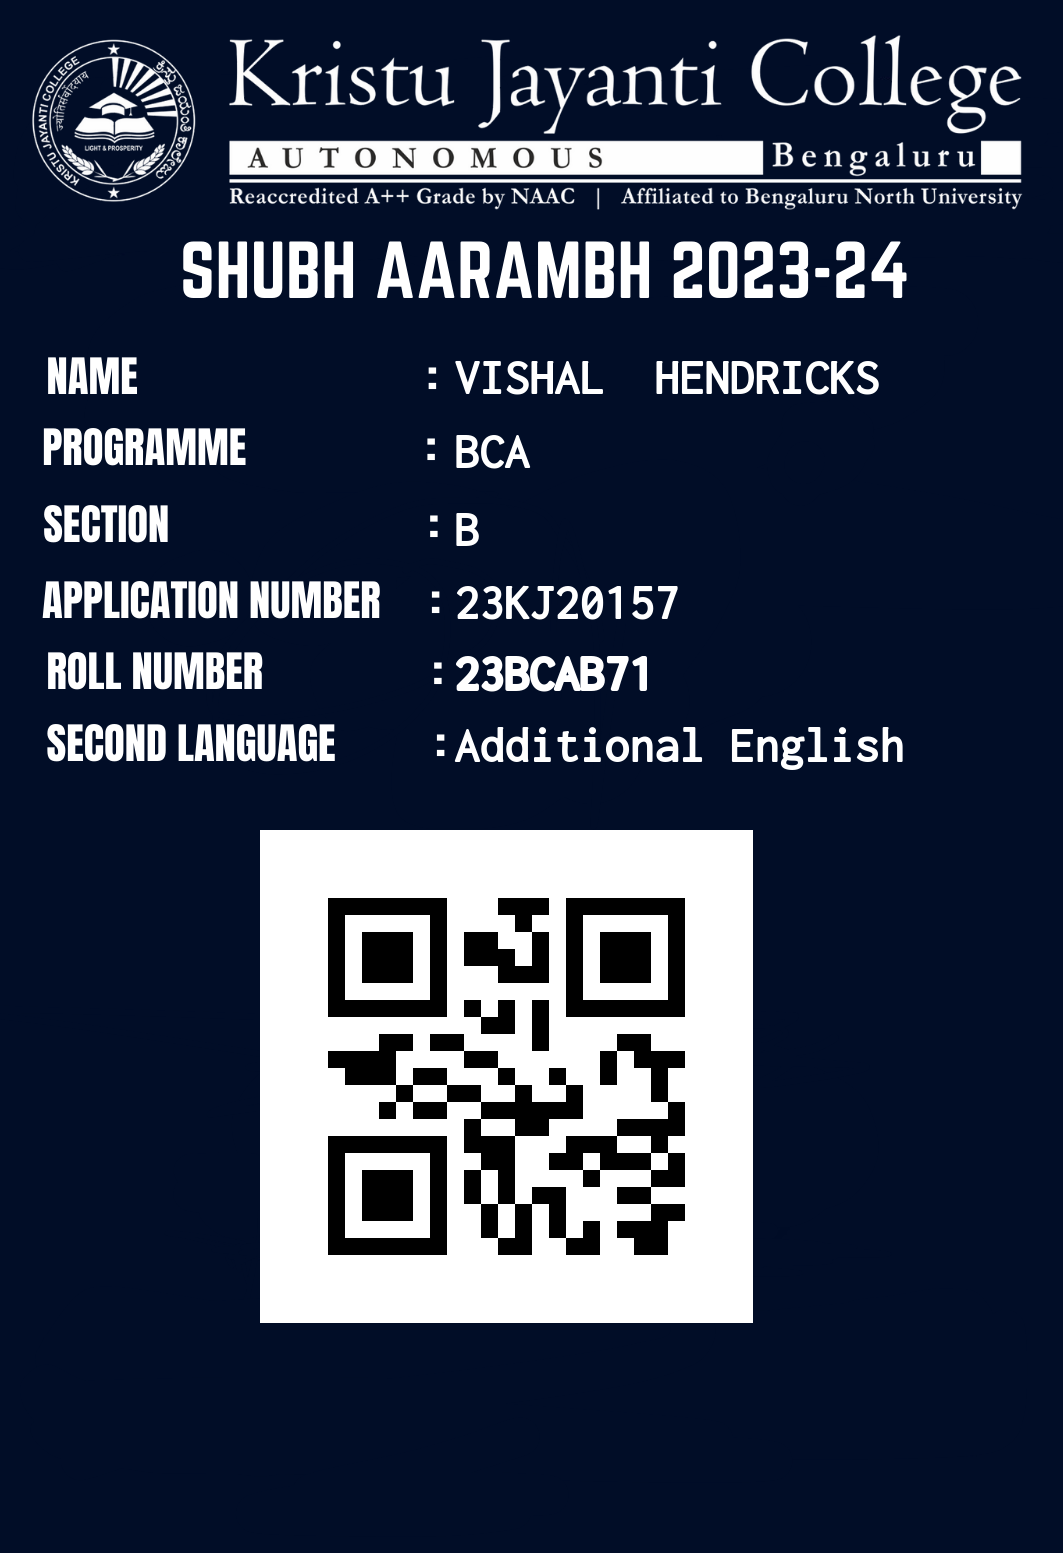 KRISTU JAYANTI COLLEGE
LIGHT & PROSPERITY
Kristu Jayanti College
AUTONOMOUS Bengaluru
Reaccredited A++ Grade by NAAC | Affiliated to Bengaluru North University
SHUBH AARAMBH 2023-24
NAME : VISHAL HENDRICKS
PROGRAMME : BCA
SECTION : B
APPLICATION NUMBER : 23KJ20157
ROLL NUMBER : 23BCAB71
SECOND LANGUAGE : Additional English